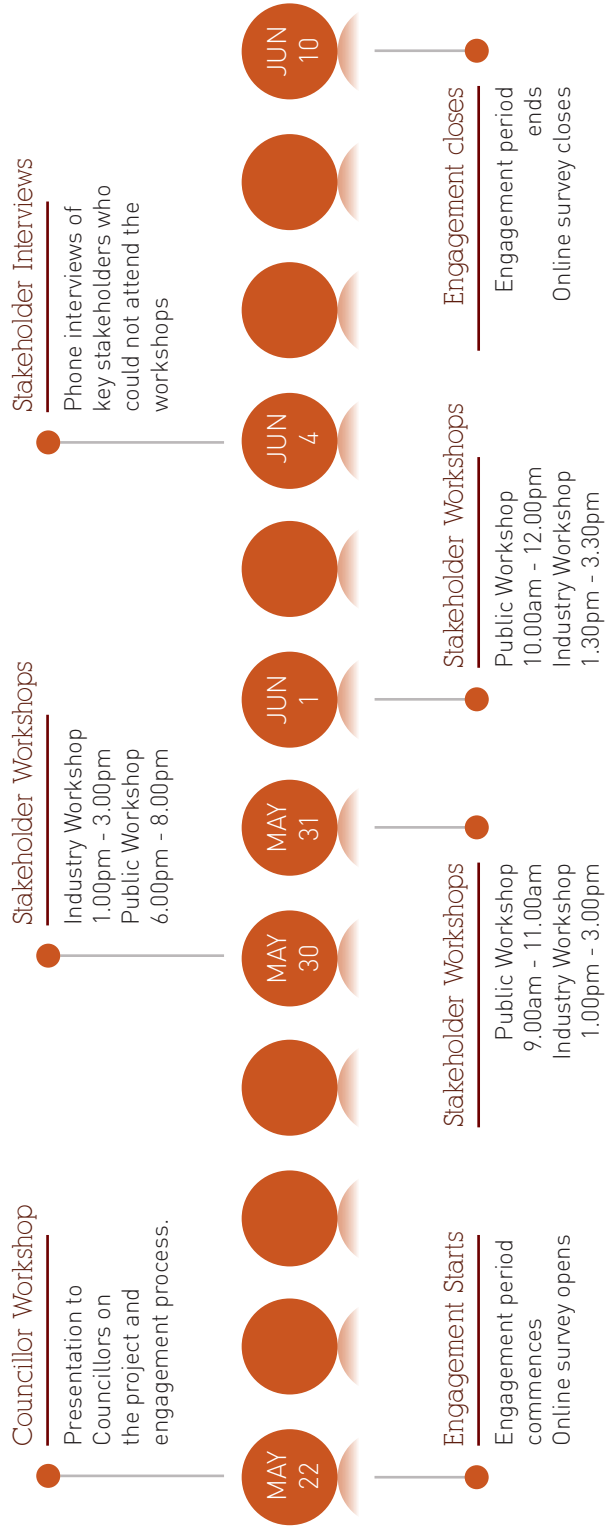 Councillor Workshop
Presentation to
Councillors on
the project and
engagement process.
Stakeholder Workshops
Industry Workshop
1.00pm - 3.00pm
Public Workshop
6.00pm - 8.00pm
Stakeholder Interviews
Phone interviews of
key stakeholders who
could not attend the
workshops
MAY
22
MAY
30
MAY
31
JUN
1
JUN
4
JUN
10
Engagement Starts
Engagement period
commences
Online survey opens
Stakeholder Workshops
Public Workshop
9.00am - 11.00am
Industry Workshop
1.00pm - 3.00pm
Stakeholder Workshops
Public Workshop
10.00am - 12.00pm
Industry Workshop
1.30pm - 3.30pm
Engagement closes
Engagement period
ends
Online survey closes